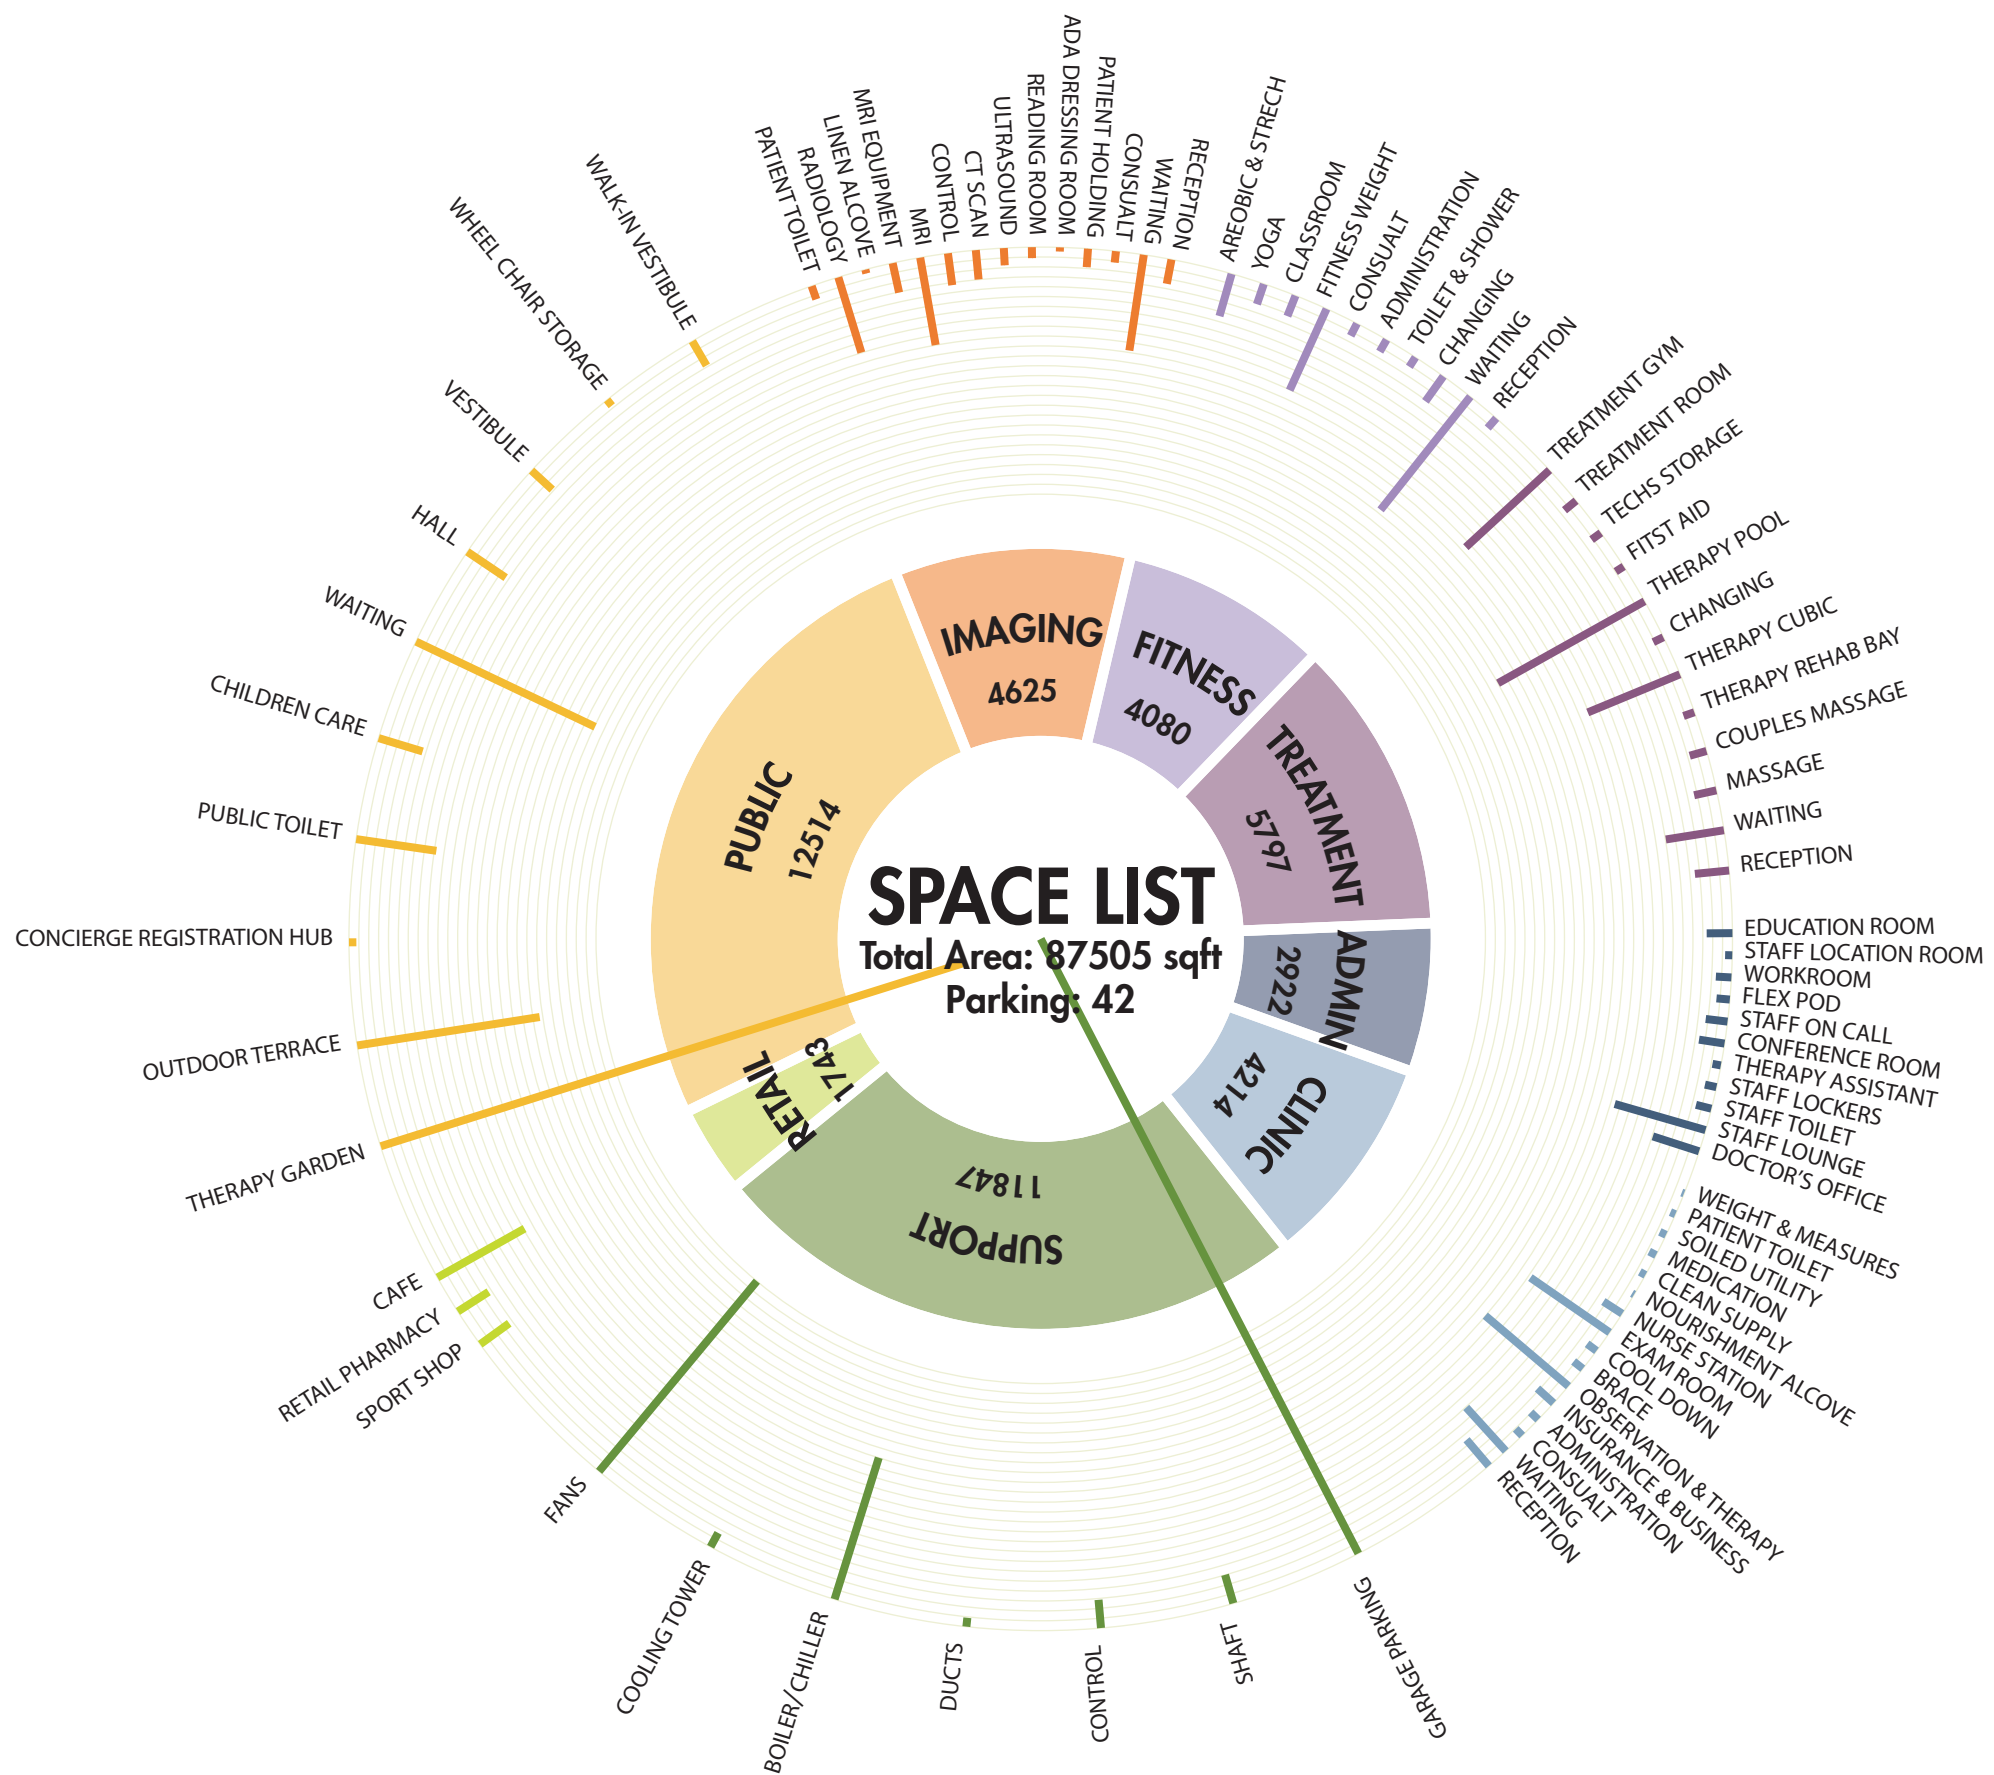 SPACE LIST
Total Area: 87505 sqft
Parking: 42
IMAGING
4625
FITNESS
4080
TREATMENT
5797
ADMIN
2922
CLINIC
4214
SUPPORT
11847
RETAIL
1743
PUBLIC
12514
PATIENT TOILET
RADIOLOGY
LINEN ALCOVE
MRI EQUIPMENT
MRI
CONTROL
CT SCAN
ULTRASOUND
READING ROOM
ADA DRESSING ROOM
PATIENT HOLDING
CONSUALT
WAITING
RECEPTION
AREOBIC & STRECH
YOGA
CLASSROOM
FITNESS WEIGHT
CONSUALT
ADMINISTRATION
TOILET & SHOWER
CHANGING
WAITING
RECEPTION
TREATMENT GYM
TREATMENT ROOM
TECHS STORAGE
FITST AID
THERAPY POOL
CHANGING
THERAPY CUBIC
THERAPY REHAB BAY
COUPLES MASSAGE
MASSAGE
WAITING
RECEPTION
EDUCATION ROOM
STAFF LOCATION ROOM
WORKROOM
FLEX POD
STAFF ON CALL
CONFERENCE ROOM
THERAPY ASSISTANT
STAFF LOCKERS
STAFF TOILET
STAFF LOUNGE
DOCTOR'S OFFICE
WEIGHT & MEASURES
PATIENT TOILET
SOILED UTILITY
MEDICATION
CLEAN SUPPLY
NOURISHMENT ALCOVE
NURSE STATION
EXAM ROOM
COOL DOWN
BRACE
OBSERVATION & THERAPY
INSURANCE & BUSINESS
ADMINISTRATION
CONSUALT
WAITING
RECEPTION
GARAGE PARKING
SHAFT
CONTROL
DUCTS
BOILER/CHILLER
COOLING TOWER
FANS
SPORT SHOP
RETAIL PHARMACY
CAFE
THERAPY GARDEN
OUTDOOR TERRACE
CONCIERGE REGISTRATION HUB
PUBLIC TOILET
CHILDREN CARE
WAITING
HALL
VESTIBULE
WHEEL CHAIR STORAGE
WALK-IN VESTIBULE